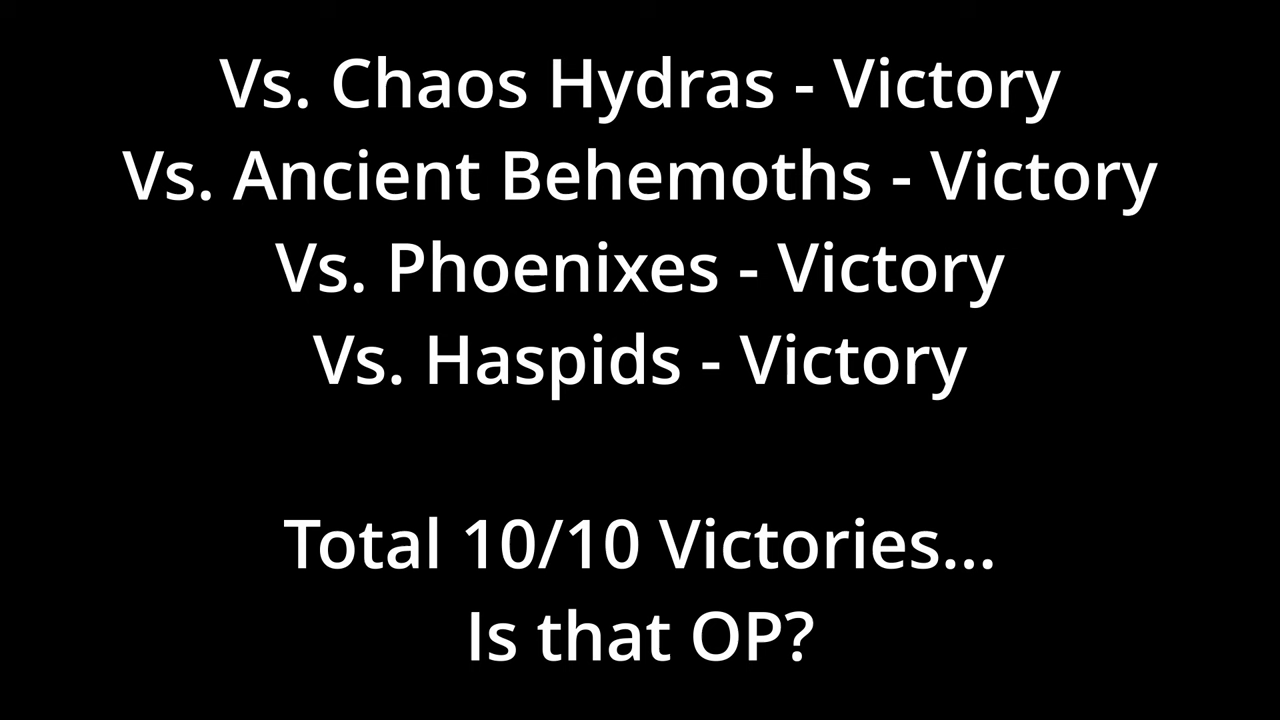 Vs. Chaos Hydras - Victory
Vs. Ancient Behemoths - Victory
Vs. Phoenixes - Victory
Vs. Haspids - Victory
Total 10/10 Victories...
Is that OP?